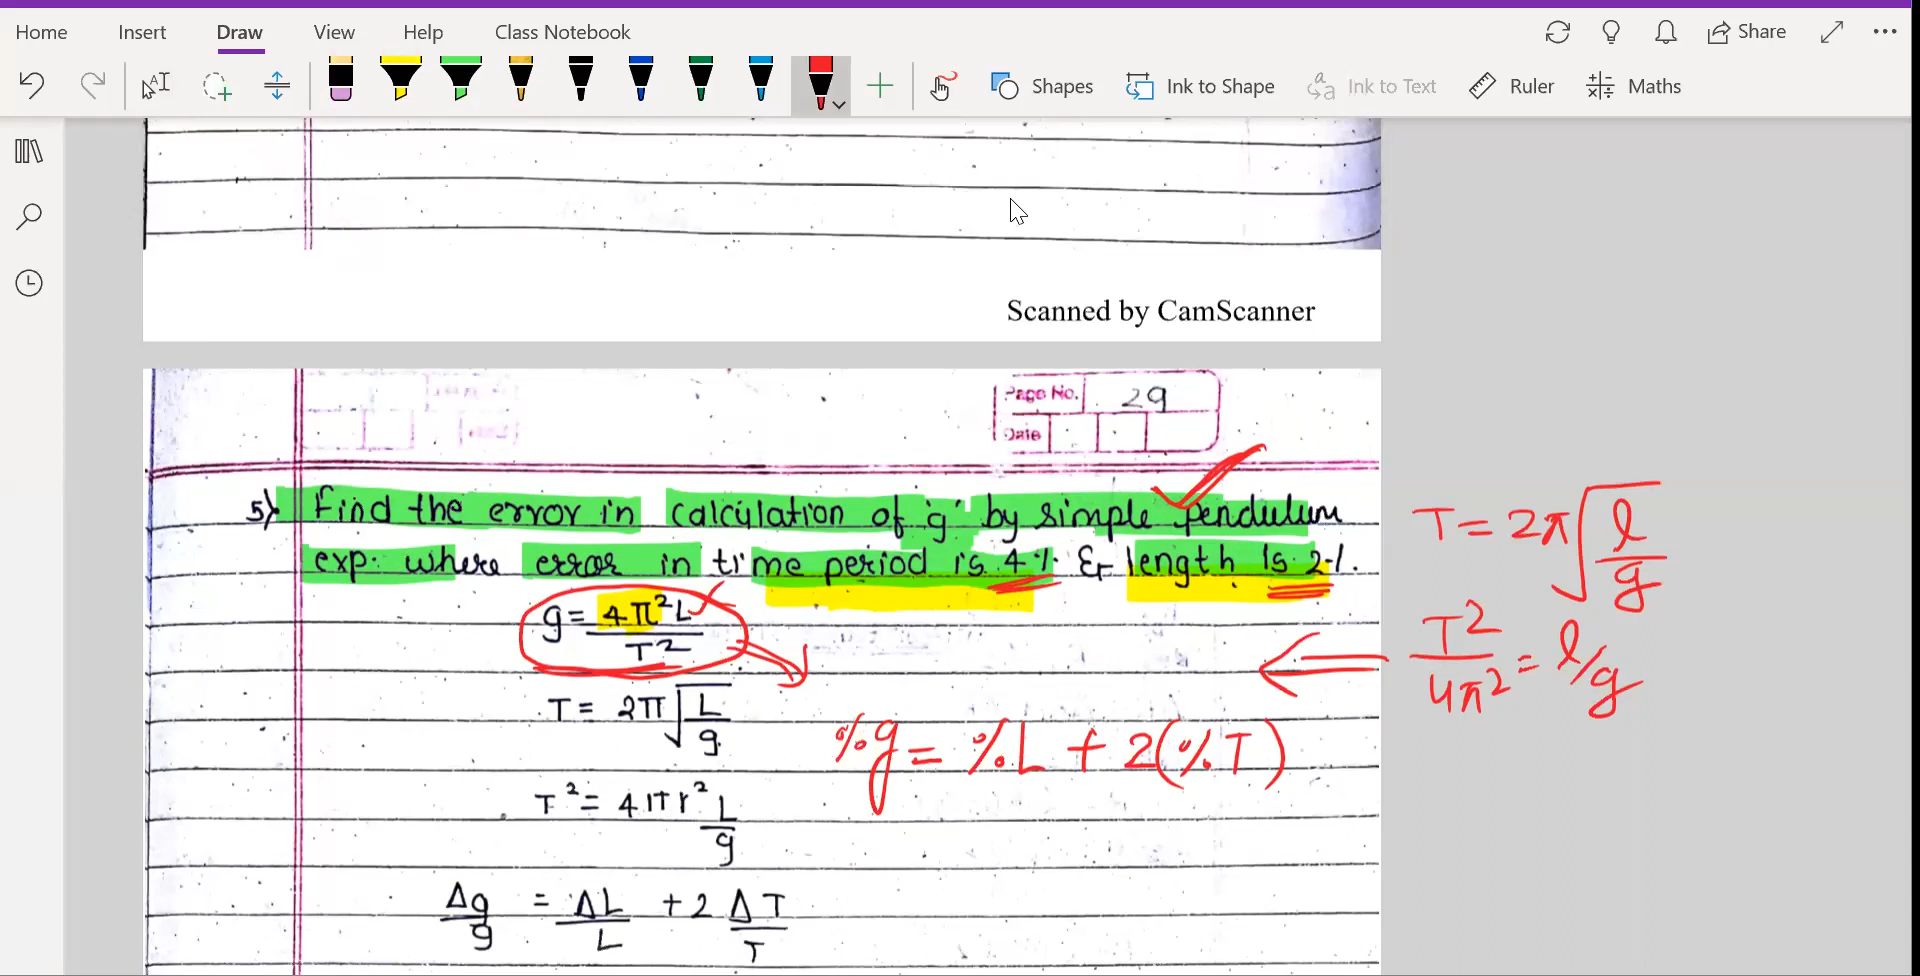 Home Insert Draw View Help Class Notebook Share
Shapes Ink to Shape Ink to Text Ruler Maths
Scanned by CamScanner
Page No. 29
Date
5) Find the error in calculation of 'g' by simple pendulum
exp. where error in time period is 4% & length is 2%.
g = 4π²L / T²
T = 2π √(L/g)
T² = 4πr² L/g
Δg/g = ΔL/L + 2 ΔT/T
%g = %L + 2(%T)
T = 2π √(l/g)
T²/4π² = l/g